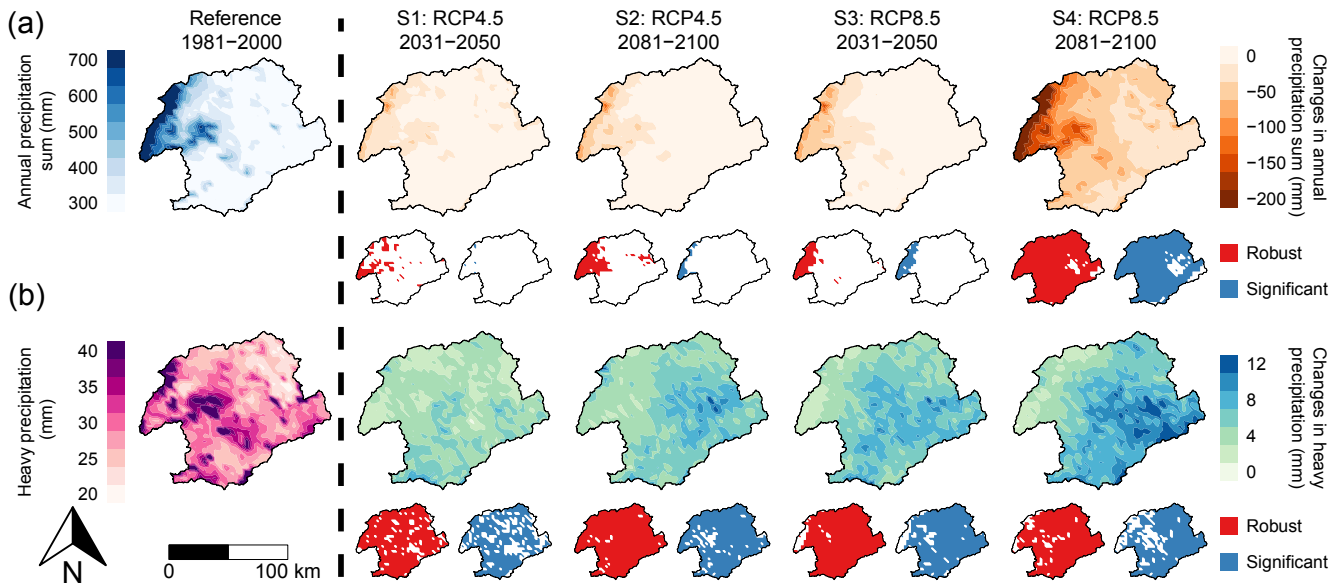 (a)
Reference
1981−2000
S1: RCP4.5
2031−2050
S2: RCP4.5
2081−2100
S3: RCP8.5
2031−2050
S4: RCP8.5
2081−2100
Annual precipitation
sum (mm)
700
600
500
400
300
Changes in annual
precipitation sum (mm)
0
−50
−100
−150
−200
Robust
Significant
(b)
Heavy precipitation
(mm)
40
35
30
25
20
Changes in heavy
precipitation (mm)
12
8
4
0
Robust
Significant
N
0
100 km